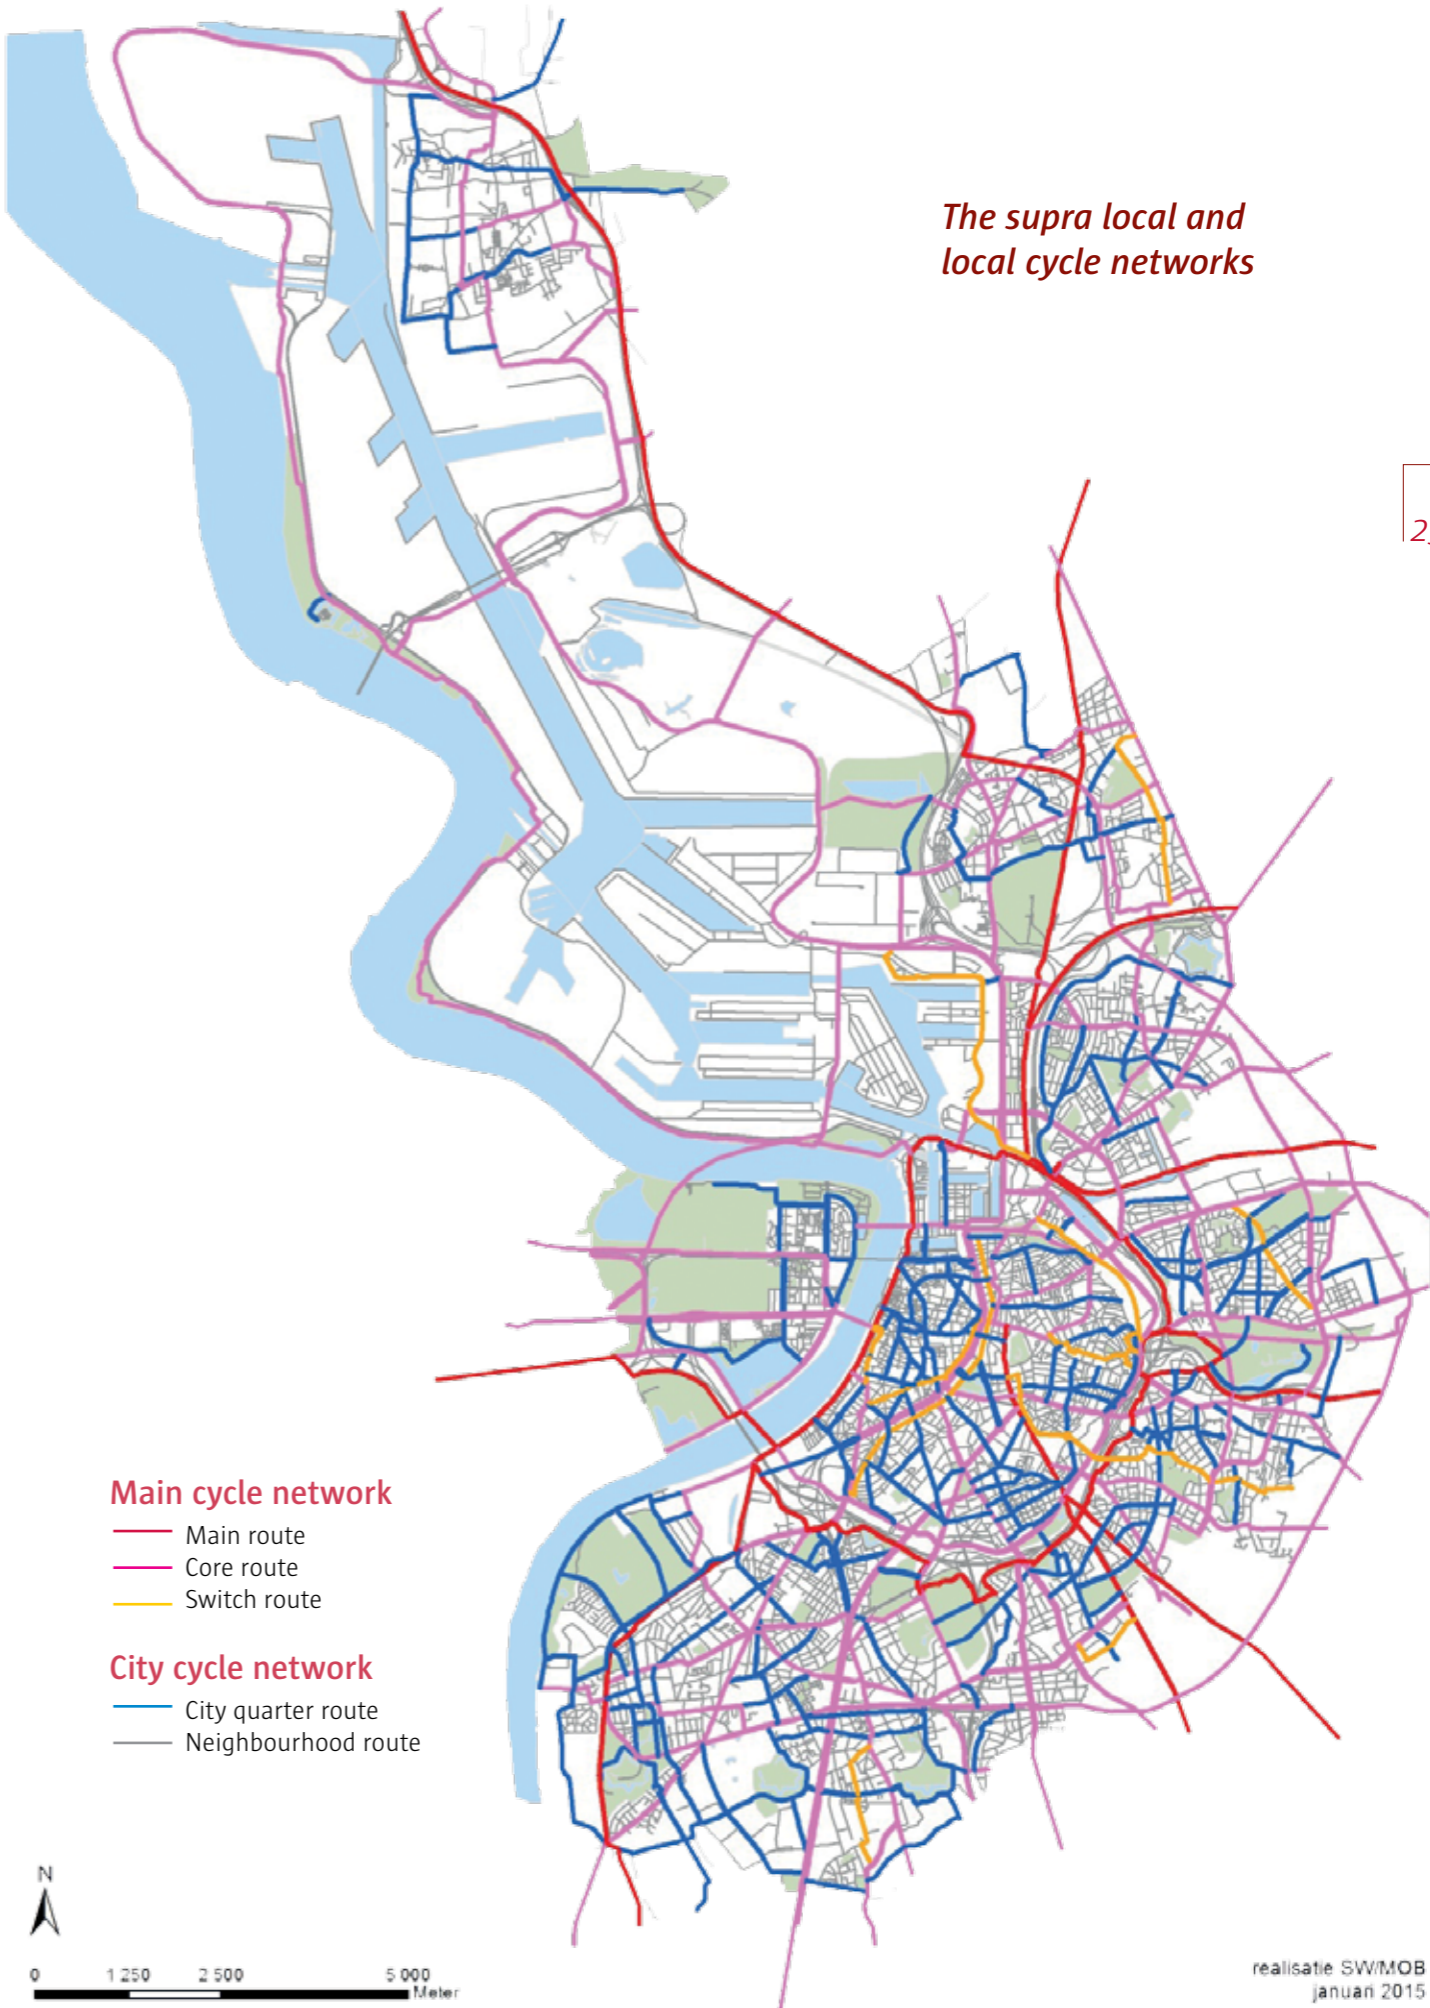 The supra local and
local cycle networks
Main cycle network
Main route
Core route
Switch route
City cycle network
City quarter route
Neighbourhood route
N
0 1 250 2 500 5 000
Meter
realisatie SW/MOB
januari 2015